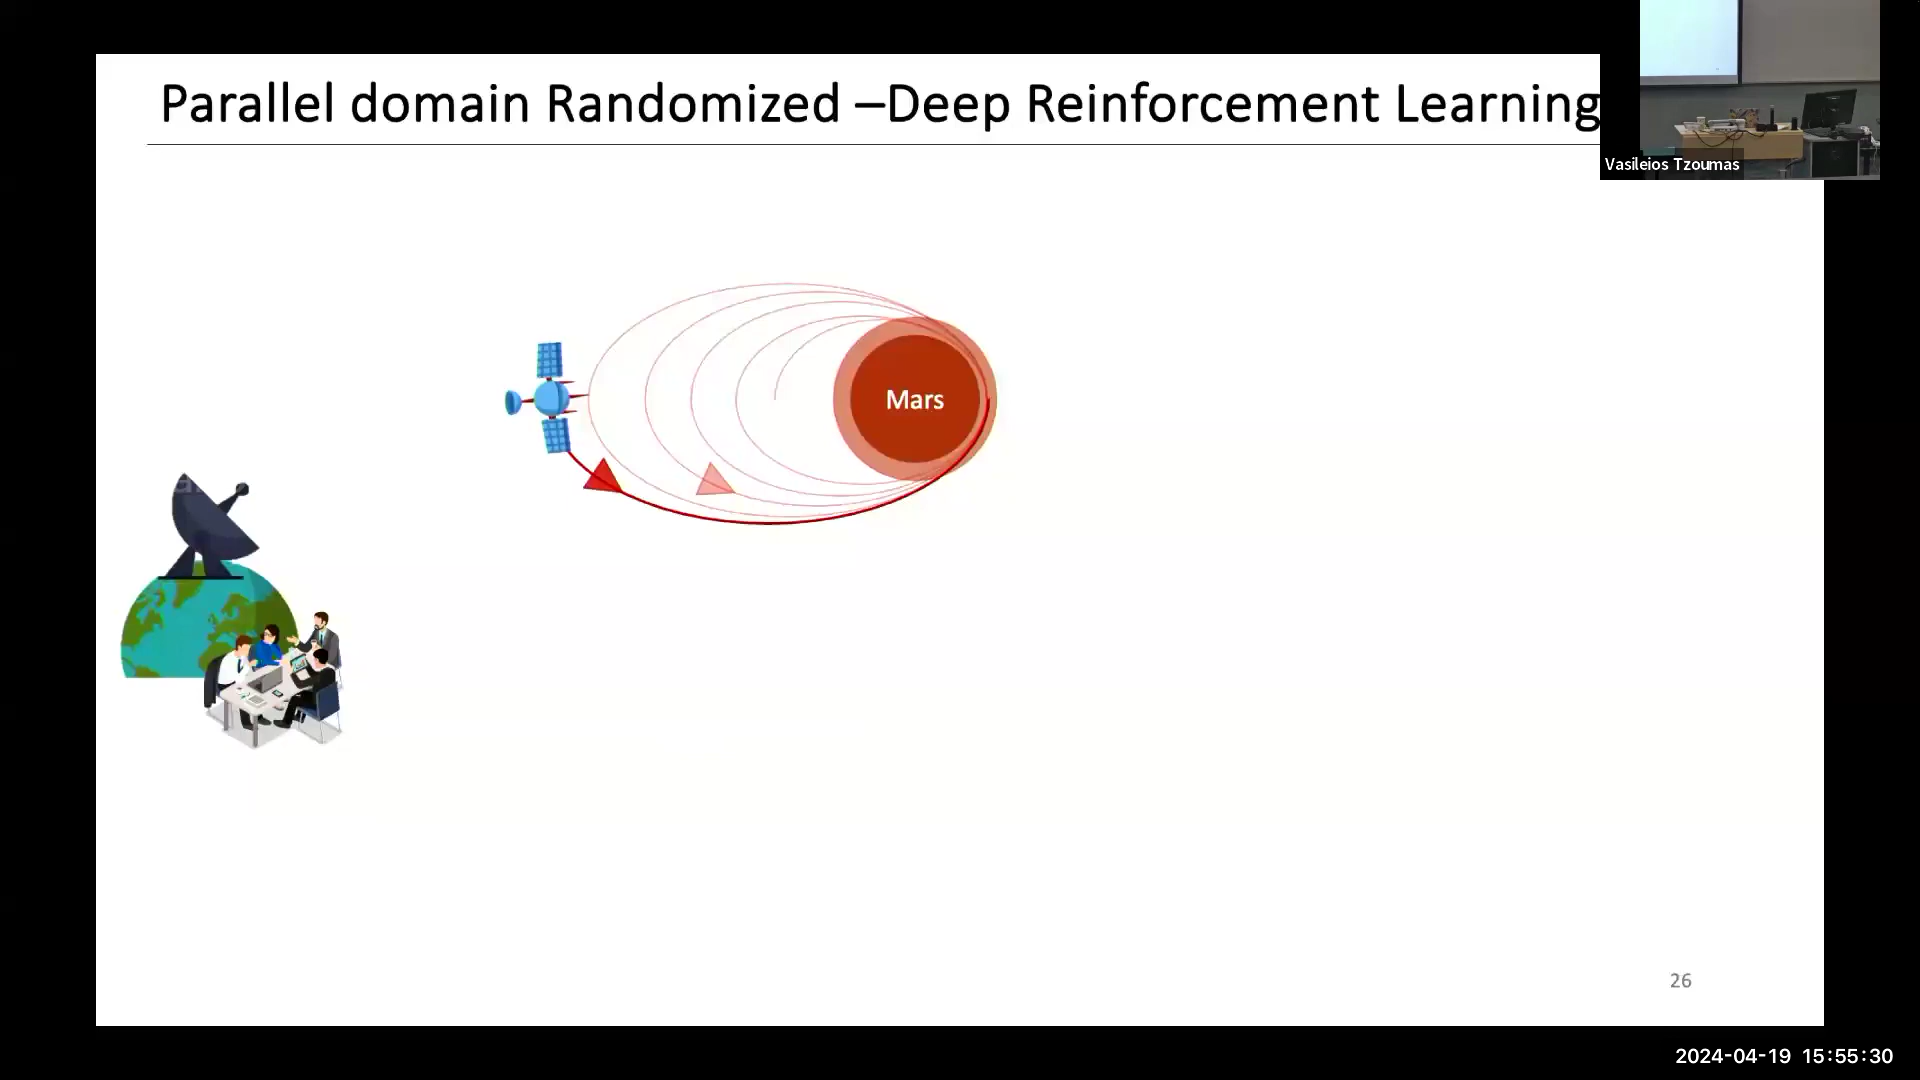 Parallel domain Randomized –Deep Reinforcement Learning
Vasileios Tzoumas
Mars
26
2024-04-19 15:55:30